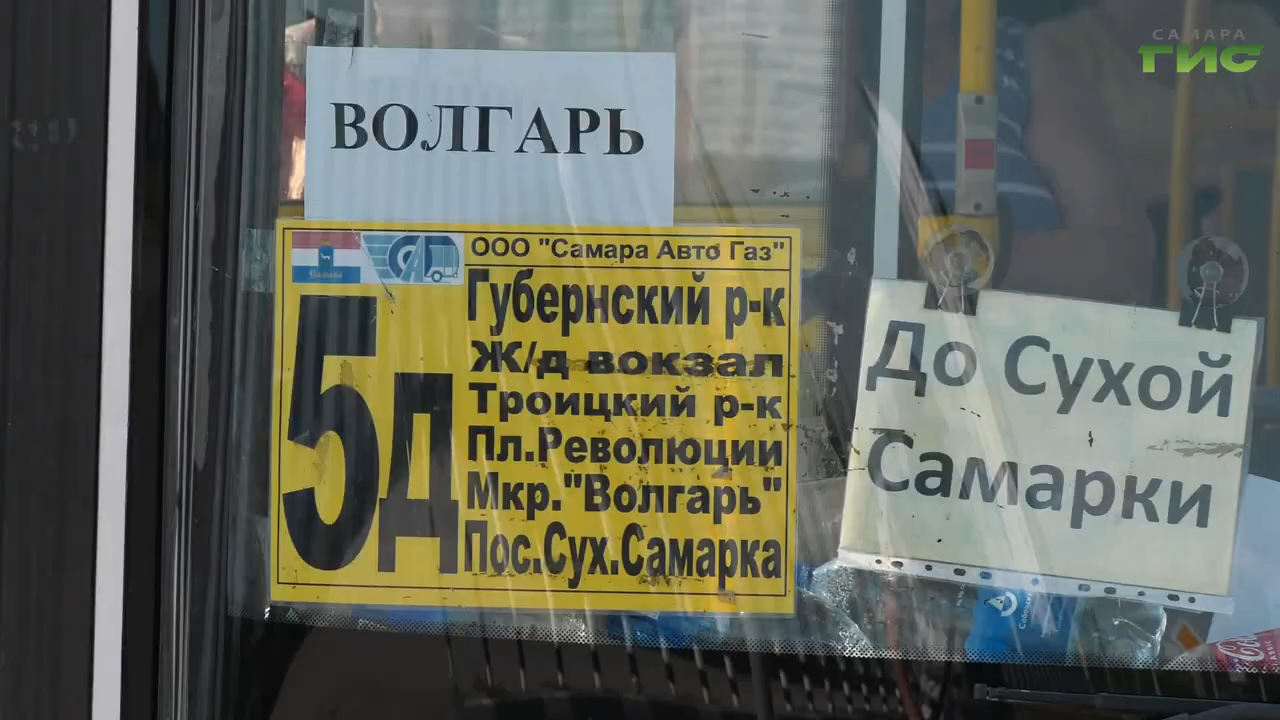 САМАРА
ГИС
ВОЛГАРЬ
ООО "Самара Авто Газ"
5д
Губернский р-к
Ж/д вокзал
Троицкий р-к
Пл.Революции
Мкр."Волгарь"
Пос.Сух.Самарка
До Сухой
Самарки